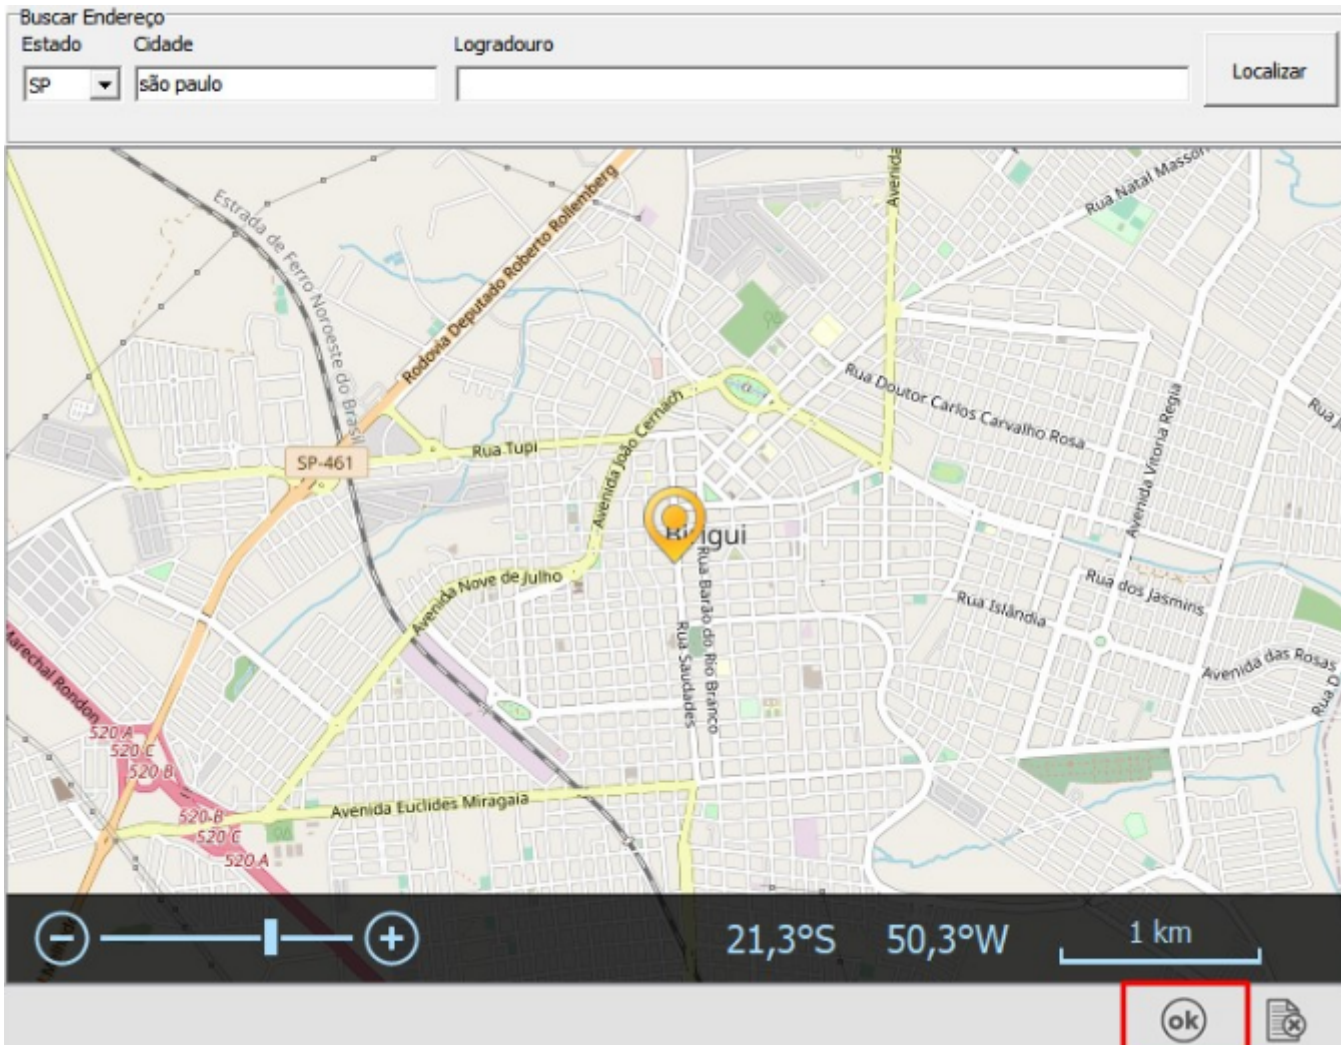 Buscar Endereço
Estado
Cidade
Logradouro
SP
são paulo
Localizar
Estrada de Ferro Noroeste do Brasil
Rodovia Deputado Roberto Rollemberg
Avenida
Rua Natal Masson
Rua Doutor Carlos Carvalho Rosa
Avenida Vitoria Regia
SP-461
Rua Tupi
Avenida João Cernach
Avenida Nove de Julho
Rua Barão do Rio Branco
Rua Saudades
Rua Islândia
Rua dos Jasmins
Avenida das Rosas
Marechal Rondon
520 A
520 C
520 B
520-B
520 C
520 A
Avenida Euclides Miragaia
21,3°S
50,3°W
1 km
ok